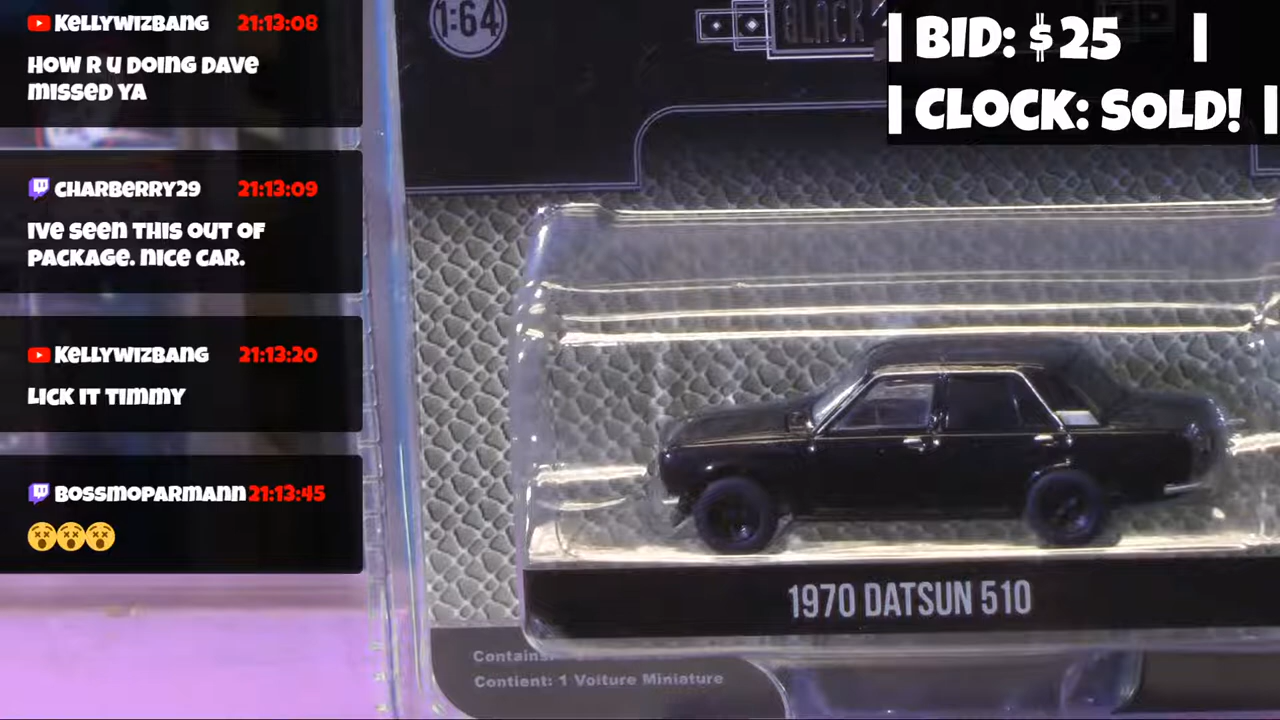 KELLYWIZBANG 21:13:08
HOW R U DOING DAVE
MISSED YA
CHARBERRY29 21:13:09
IVE SEEN THIS OUT OF
PACKAGE. NICE CAR.
KELLYWIZBANG 21:13:20
LICK IT TIMMY
BOSSMOPARMANN 21:13:45
1:64
BLACK
| BID: $25 |
| CLOCK: SOLD! |
1970 DATSUN 510
Contient: 1 Voiture Miniature